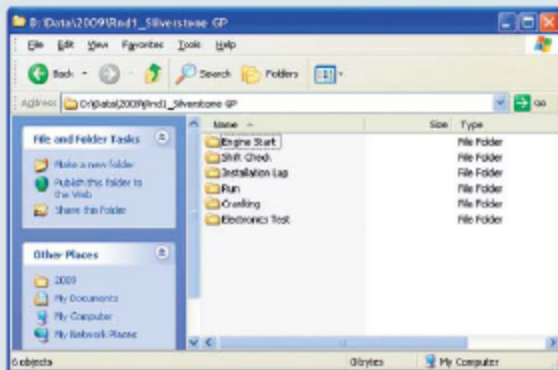 D:\Data\2009\Rnd1_Silverstone GP
File Edit View Favorites Tools Help
Back Search Folders
Address D:\Data\2009\Rnd1_Silverstone GP Go
File and Folder Tasks
Make a new folder
Publish this folder to
the Web
Share this folder
Other Places
2009
My Documents
My Computer
My Network Places
Name Size Type
Engine Start File Folder
Shift Check File Folder
Installation Lap File Folder
Run File Folder
Cranking File Folder
Electronics Test File Folder
6 objects 0 bytes My Computer